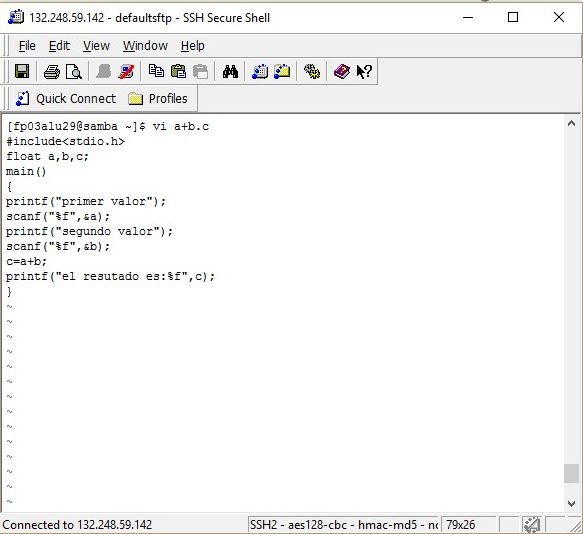 132.248.59.142 - defaultsftp - SSH Secure Shell
File Edit View Window Help
Quick Connect Profiles
[fp03alu29@samba ~]$ vi a+b.c
#include<stdio.h>
float a,b,c;
main()
{
printf("primer valor");
scanf("%f",&a);
printf("segundo valor");
scanf("%f",&b);
c=a+b;
printf("el resutado es:%f",c);
}
~
~
~
~
~
~
~
~
~
~
~
~
~
~
Connected to 132.248.59.142 SSH2 - aes128-cbc - hmac-md5 - 79x26